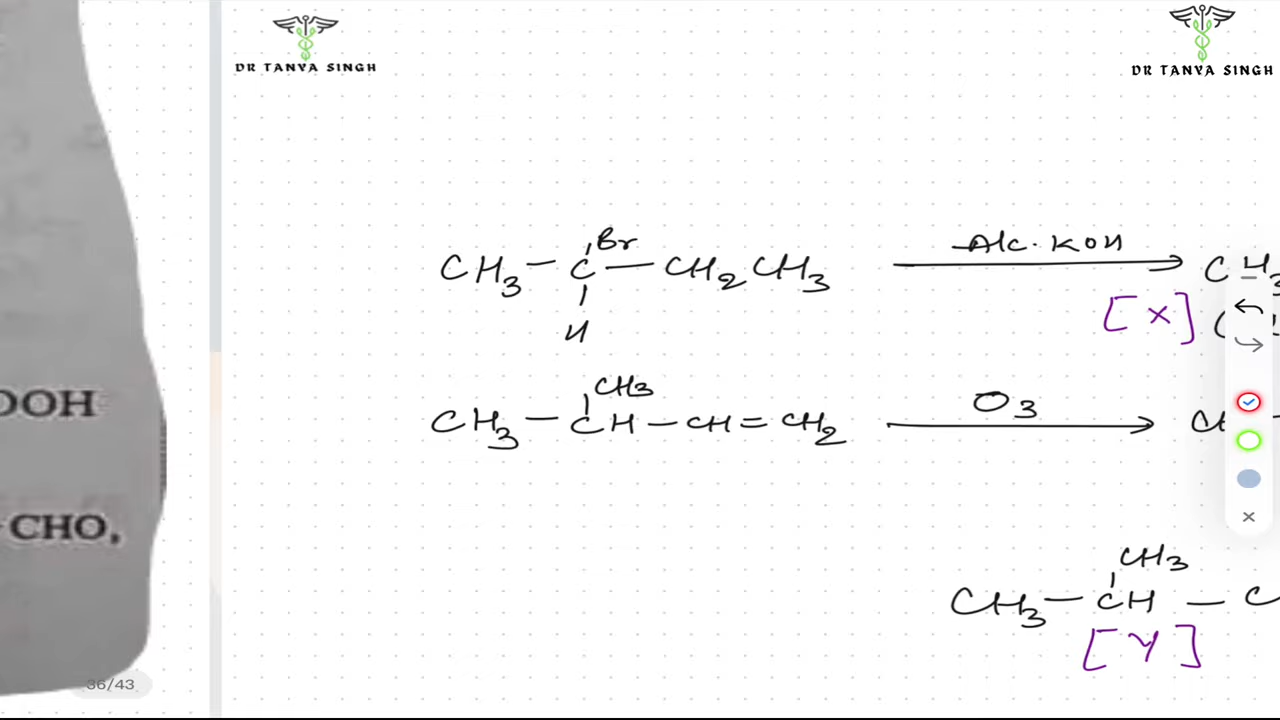 DR TANYA SINGH
DR TANYA SINGH
Br
CH3 – C – CH2CH3
H
Alc. KOH
CH3
[X]
CH3
CH3 – CH – CH = CH2
O3
OOH
CHO,
CH3
CH3 – CH – C
[Y]
36/43